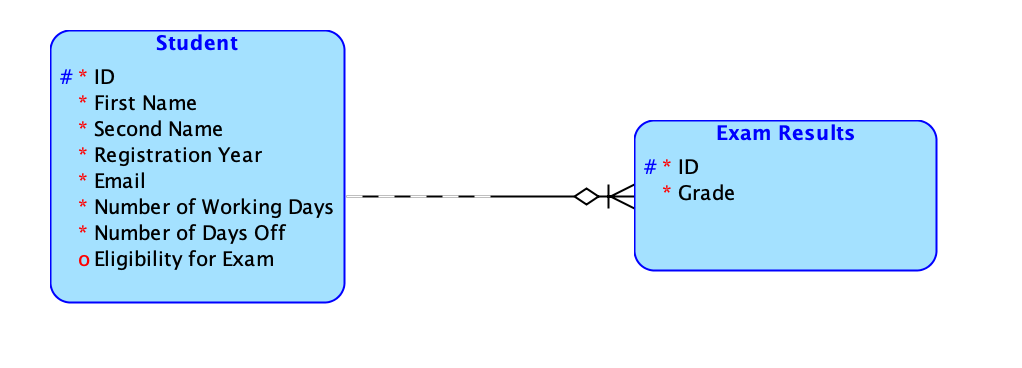 Student
# * ID
* First Name
* Second Name
* Registration Year
* Email
* Number of Working Days
* Number of Days Off
o Eligibility for Exam
Exam Results
# * ID
* Grade